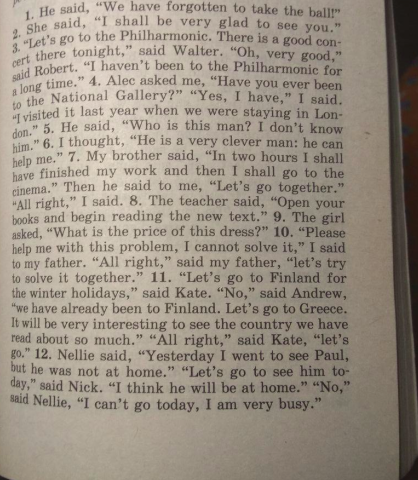 1. He said, "We have forgotten to take the ball!"
2. She said, "I shall be very glad to see you."
3. "Let's go to the Philharmonic. There is a good con-
cert there tonight," said Walter. "Oh, very good,"
said Robert. "I haven't been to the Philharmonic for
a long time." 4. Alec asked me, "Have you ever been
to the National Gallery?" "Yes, I have," I said.
"I visited it last year when we were staying in Lon-
don." 5. He said, "Who is this man? I don't know
him." 6. I thought, "He is a very clever man: he can
help me." 7. My brother said, "In two hours I shall
have finished my work and then I shall go to the
cinema." Then he said to me, "Let's go together."
"All right," I said. 8. The teacher said, "Open your
books and begin reading the new text." 9. The girl
asked, "What is the price of this dress?" 10. "Please
help me with this problem, I cannot solve it," I said
to my father. "All right," said my father, "let's try
to solve it together." 11. "Let's go to Finland for
the winter holidays," said Kate. "No," said Andrew,
"we have already been to Finland. Let's go to Greece.
It will be very interesting to see the country we have
read about so much." "All right," said Kate, "let's
go." 12. Nellie said, "Yesterday I went to see Paul,
but he was not at home." "Let's go to see him to-
day," said Nick. "I think he will be at home." "No,"
said Nellie, "I can't go today, I am very busy."